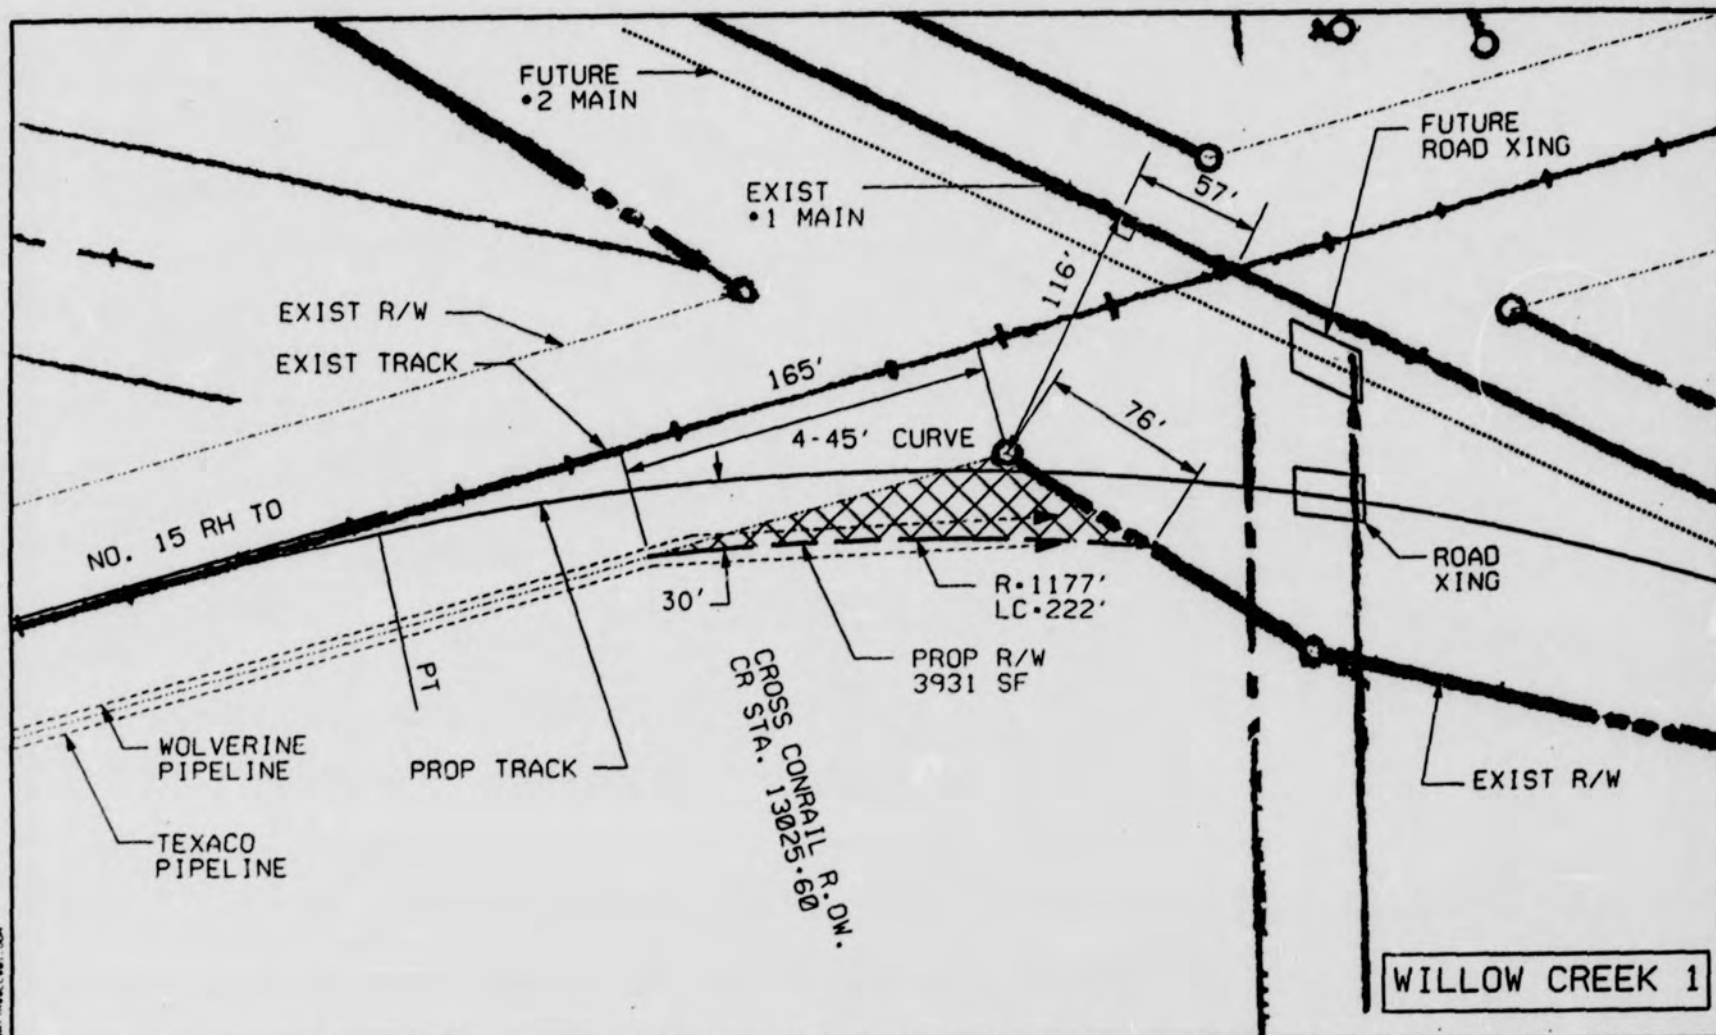 FUTURE
•2 MAIN
FUTURE
ROAD XING
EXIST
•1 MAIN
57'
116'
EXIST R/W
EXIST TRACK
165'
76'
4-45' CURVE
NO. 15 RH TO
ROAD
XING
30'
R•1177'
LC•222'
PROP R/W
3931 SF
PT
CROSS CONRAIL R.OW.
CR STA. 13025•60
WOLVERINE
PIPELINE
PROP TRACK
EXIST R/W
TEXACO
PIPELINE
WILLOW CREEK 1